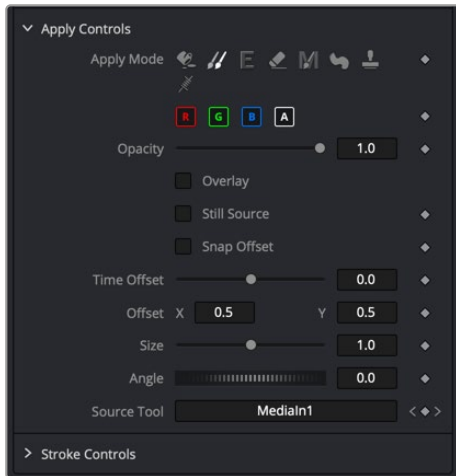 Apply Controls
Apply Mode E M
R G B A
Opacity 1.0
Overlay
Still Source
Snap Offset
Time Offset 0.0
Offset X 0.5 Y 0.5
Size 1.0
Angle 0.0
Source Tool MediaIn1
Stroke Controls